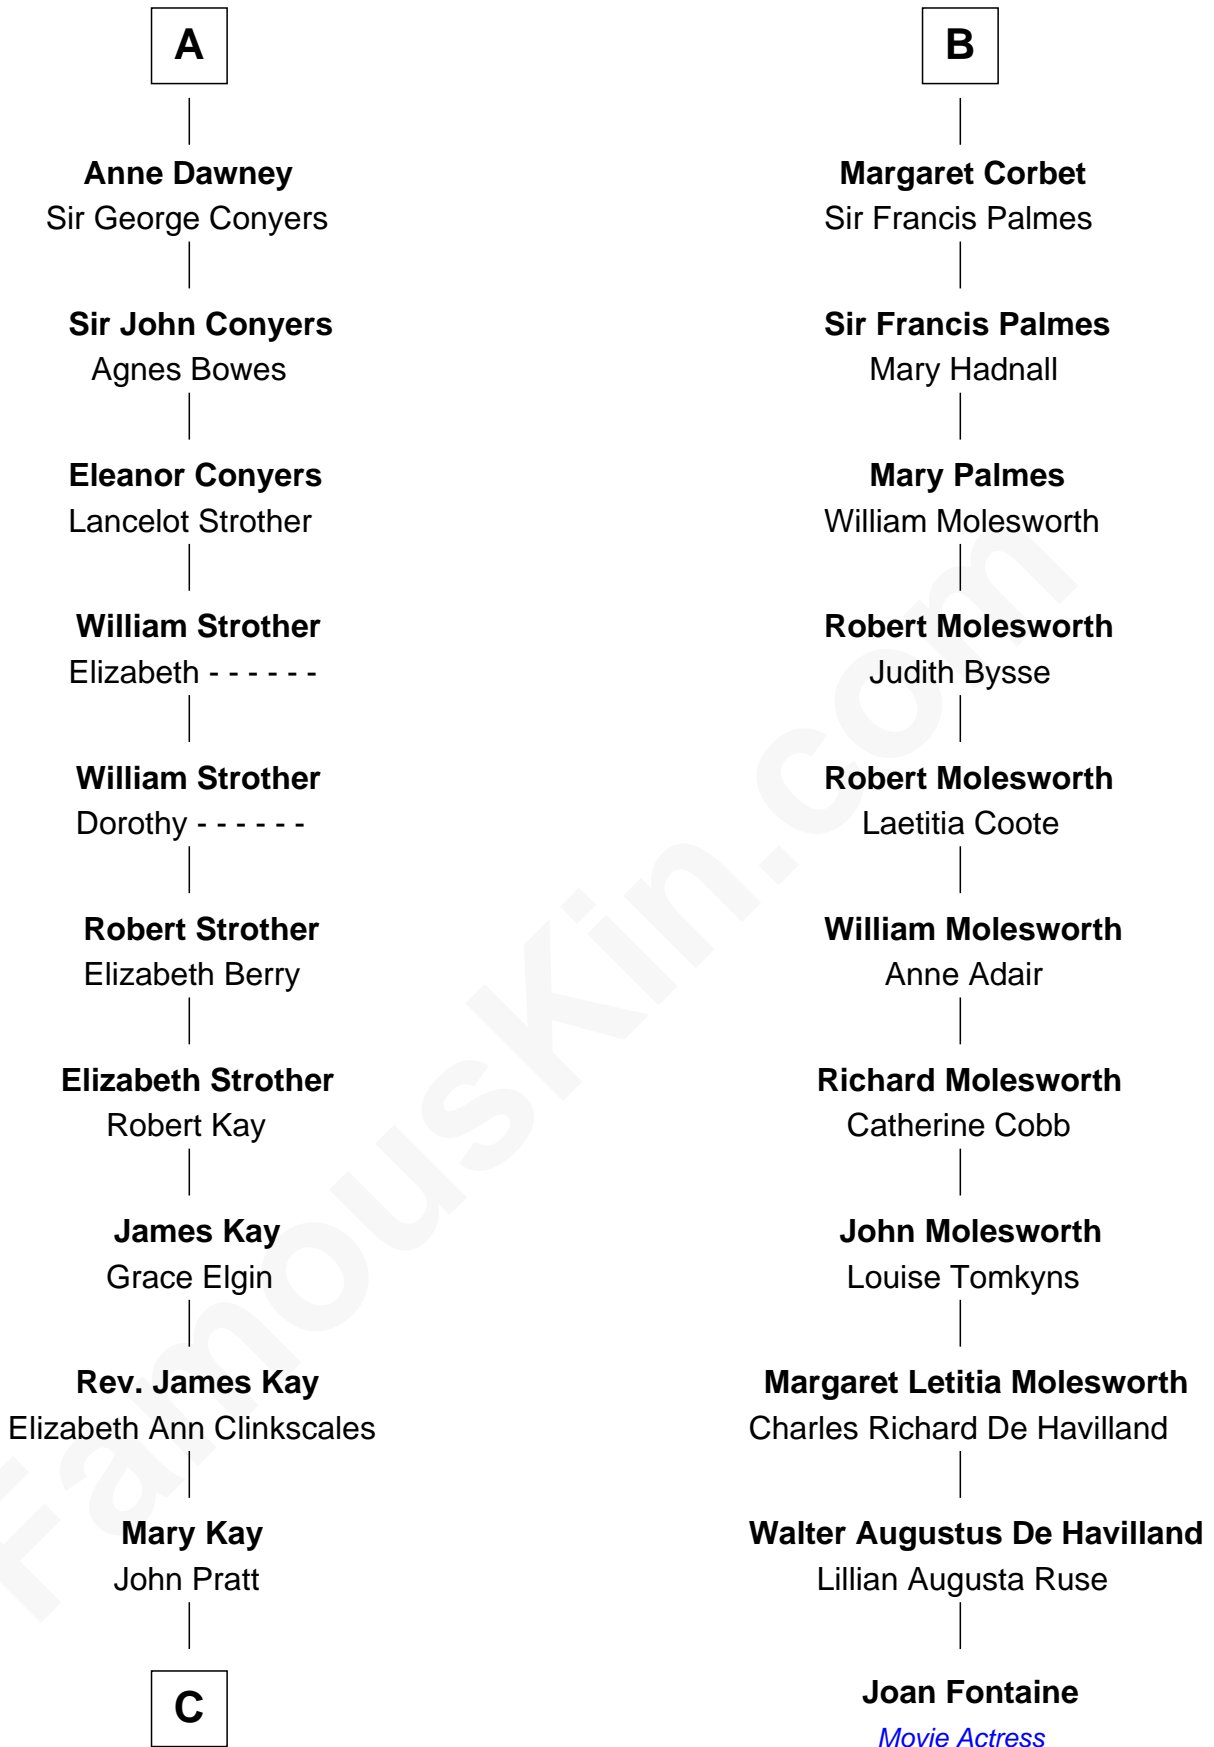 A
Anne Dawney
Sir George Conyers
Sir John Conyers
Agnes Bowes
Eleanor Conyers
Lancelot Strother
William Strother
Elizabeth - - - - - -
William Strother
Dorothy - - - - - -
Robert Strother
Elizabeth Berry
Elizabeth Strother
Robert Kay
James Kay
Grace Elgin
Rev. James Kay
Elizabeth Ann Clinkscales
Mary Kay
John Pratt
C
B
Margaret Corbet
Sir Francis Palmes
Sir Francis Palmes
Mary Hadnall
Mary Palmes
William Molesworth
Robert Molesworth
Judith Bysse
Robert Molesworth
Laetitia Coote
William Molesworth
Anne Adair
Richard Molesworth
Catherine Cobb
John Molesworth
Louise Tomkyns
Margaret Letitia Molesworth
Charles Richard De Havilland
Walter Augustus De Havilland
Lillian Augusta Ruse
Joan Fontaine
Movie Actress
FamousKin.com